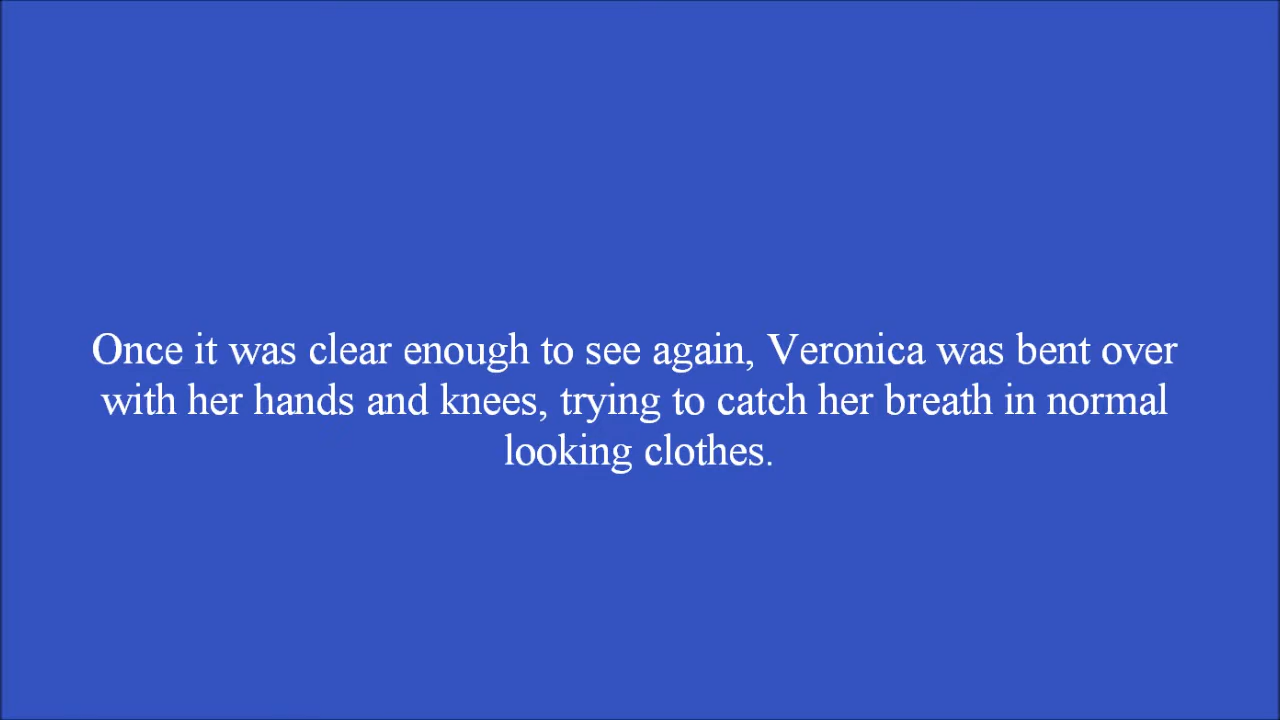 Once it was clear enough to see again, Veronica was bent over
with her hands and knees, trying to catch her breath in normal
looking clothes.